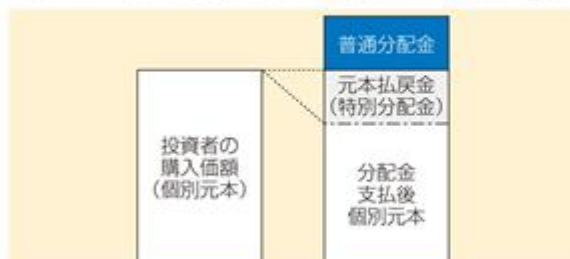 普通分配金
元本払戻金
(特別分配金)
投資者の
購入価額
(個別元本)
分配金
支払後
個別元本